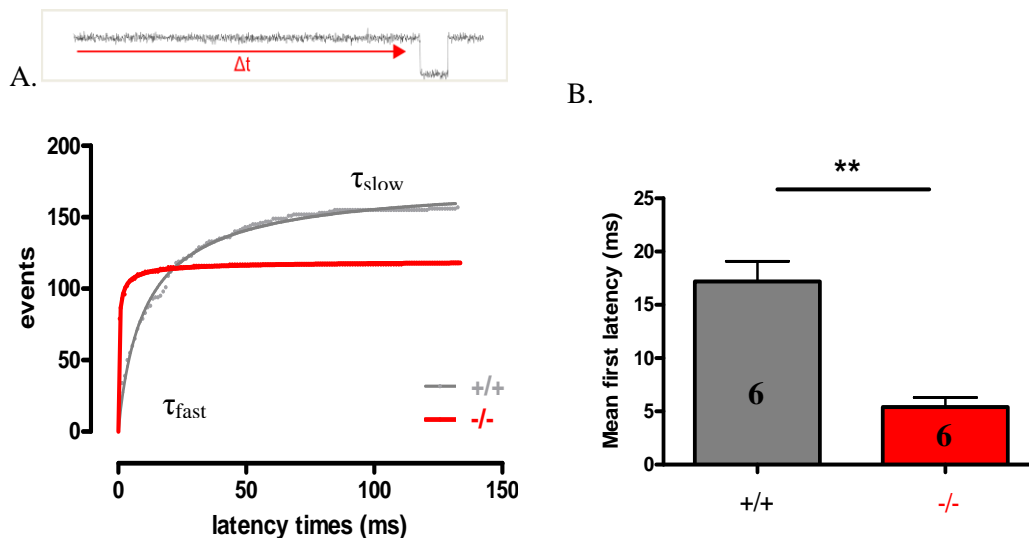 Δt
A.
200
150
100
50
0
events
τslow
τfast
+/+
-/-
0 50 100 150
latency times (ms)
B.
**
25
20
15
10
5
0
Mean first latency (ms)
6
6
+/+ -/-